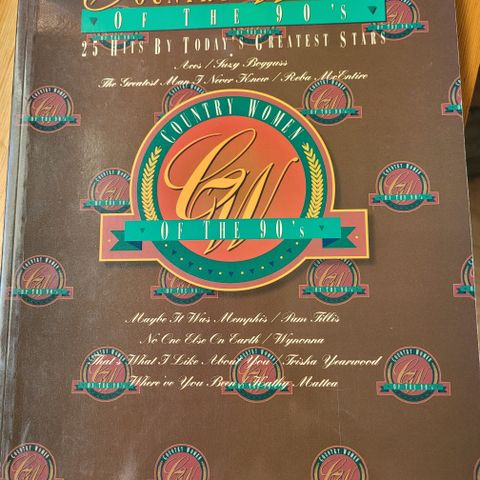 COUNTRY
OF THE 90's
25 HITS BY TODAY'S GREATEST STARS
Aces / Suzy Bogguss
The Greatest Man I Never Knew / Reba McEntire
COUNTRY WOMEN
CW
OF THE 90's
Maybe It Was Memphis / Pam Tillis
No One Else On Earth / Wynonna
That's What I Like About You / Trisha Yearwood
Where've You Been / Kathy Mattea